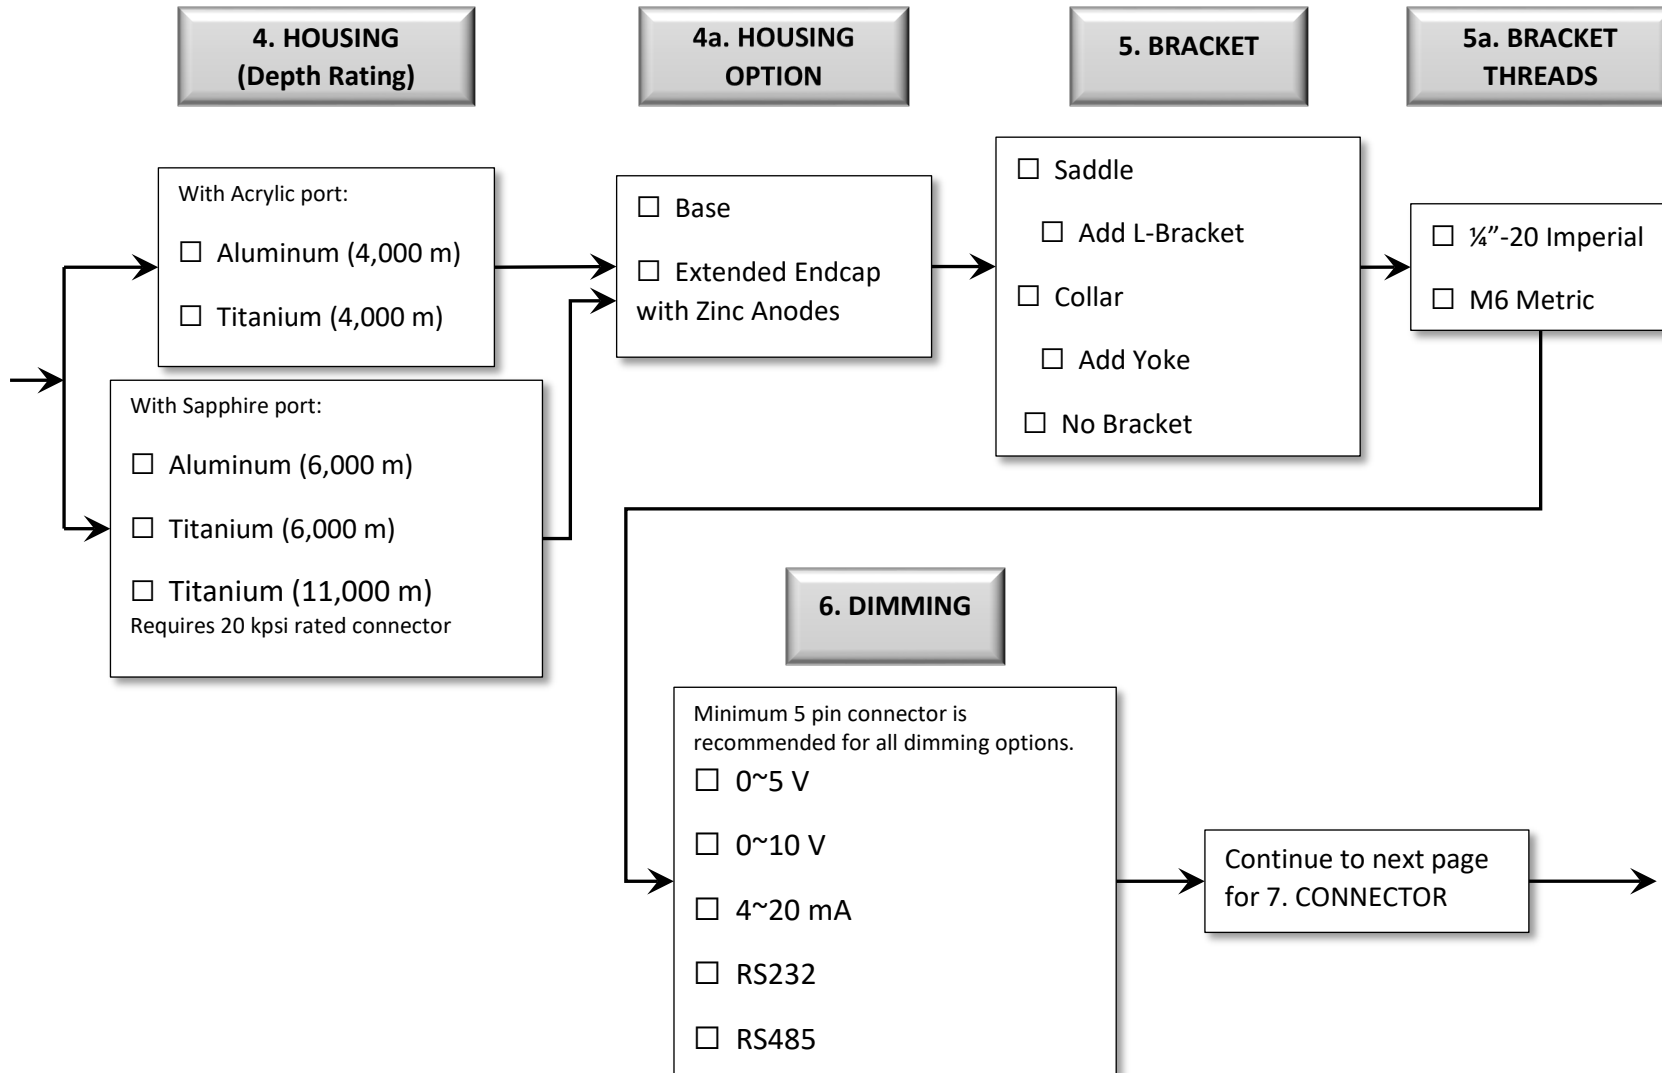 4. HOUSING
(Depth Rating)
4a. HOUSING
OPTION
5. BRACKET
5a. BRACKET
THREADS
With Acrylic port:
☐ Aluminum (4,000 m)
☐ Titanium (4,000 m)
With Sapphire port:
☐ Aluminum (6,000 m)
☐ Titanium (6,000 m)
☐ Titanium (11,000 m)
Requires 20 kpsi rated connector
☐ Base
☐ Extended Endcap
with Zinc Anodes
☐ Saddle
☐ Add L-Bracket
☐ Collar
☐ Add Yoke
☐ No Bracket
☐ ¼”-20 Imperial
☐ M6 Metric
6. DIMMING
Minimum 5 pin connector is
recommended for all dimming options.
☐ 0~5 V
☐ 0~10 V
☐ 4~20 mA
☐ RS232
☐ RS485
Continue to next page
for 7. CONNECTOR